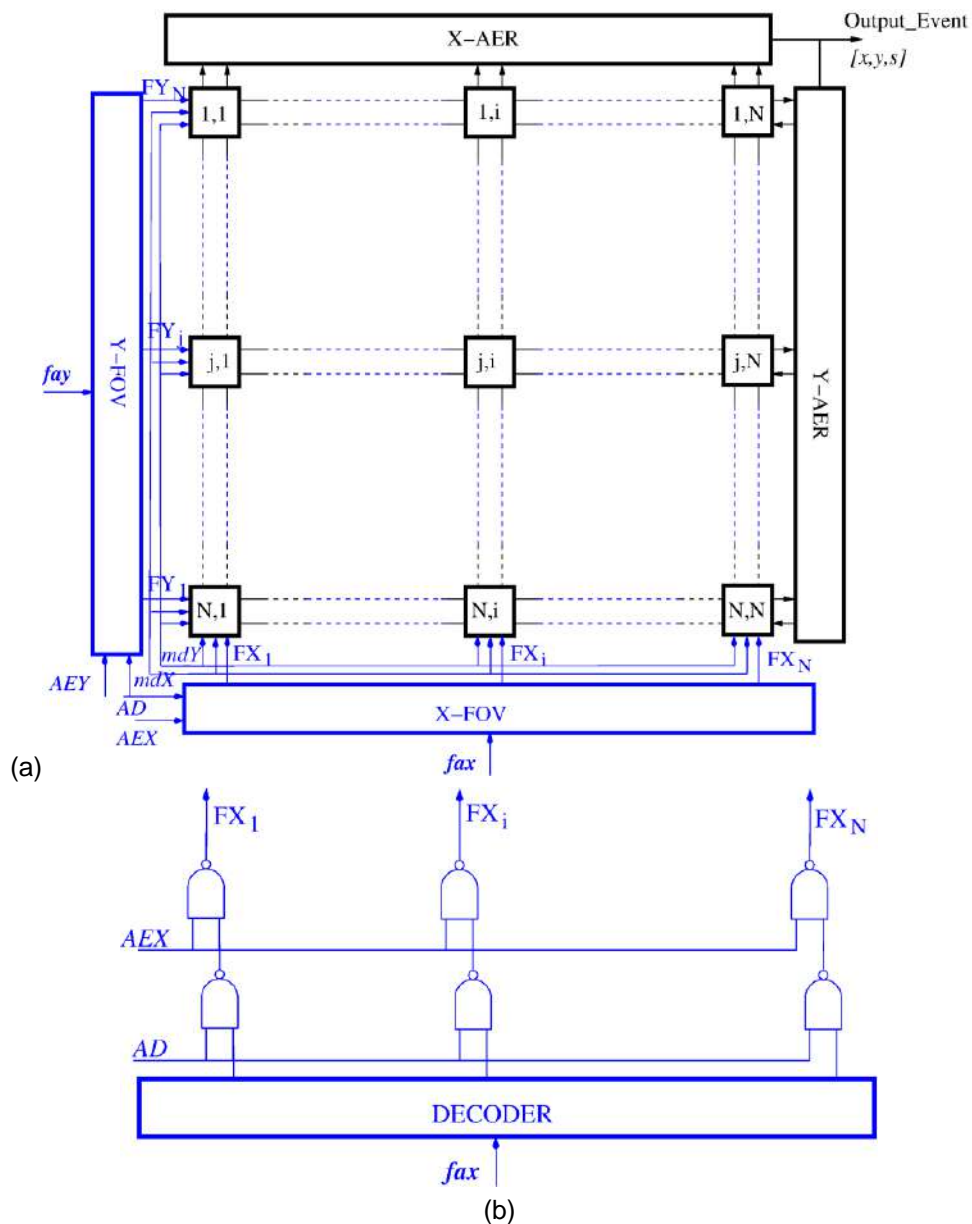 X-AER
Output_Event
[x,y,s]
FY_N
1,1
1,i
1,N
FY_j
Y-FOV
j,1
j,i
j,N
Y-AER
fay
FY_1
N,1
N,i
N,N
mdY
FX_1
FX_i
FX_N
AEY
mdX
AD
X-FOV
AEX
fax
(a)
FX_1
FX_i
FX_N
AEX
AD
DECODER
fax
(b)